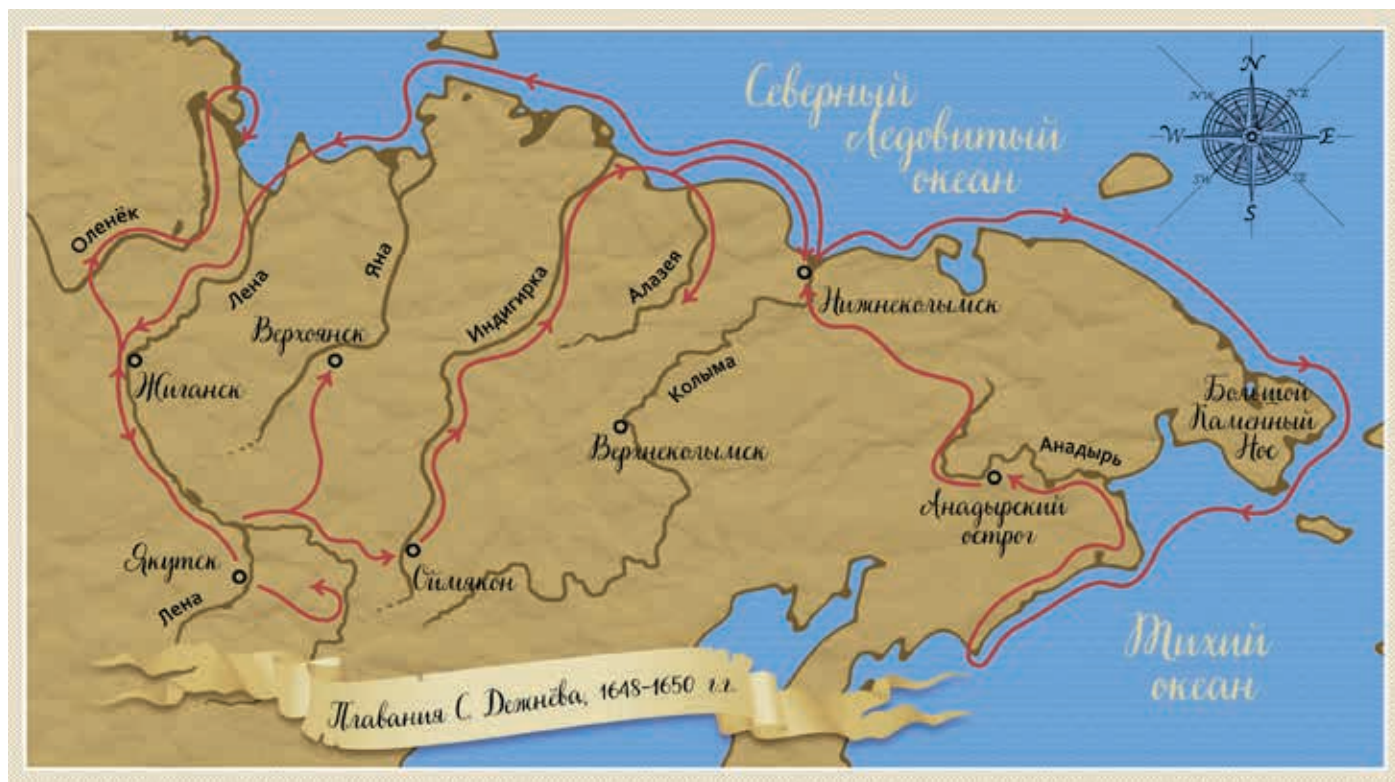 Северный
Ледовитый
океан
N
NW
NE
W
E
SW
SE
S
Оленёк
Лена
Яна
Верхоянск
Индигирка
Алазея
Нижнеколымск
Жиганск
Колыма
Верхнеколымск
Большой
Каменный
Нос
Анадырь
Анадырский
острог
Якутск
Оймякон
Лена
Тихий
океан
Плавания С. Дежнёва, 1648-1650 г.г.